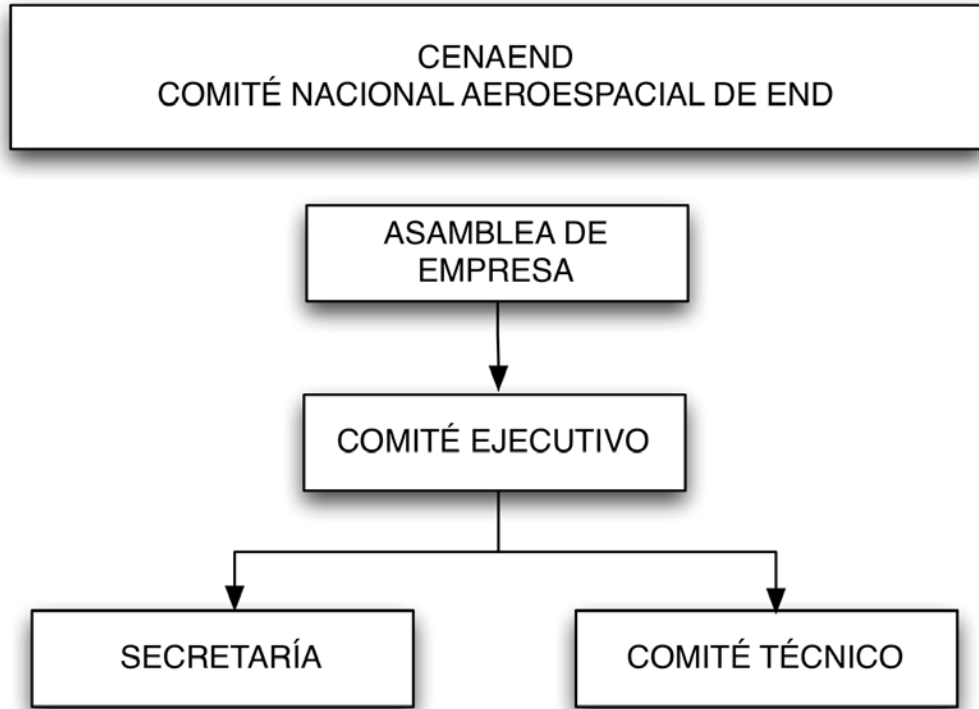 CENAEND
COMITÉ NACIONAL AEROESPACIAL DE END
ASAMBLEA DE
EMPRESA
COMITÉ EJECUTIVO
SECRETARÍA
COMITÉ TÉCNICO